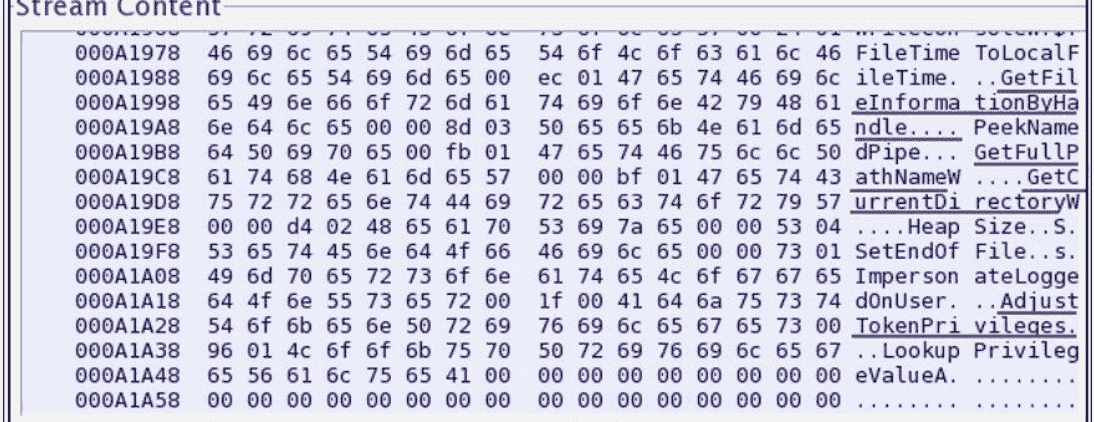 Stream Content
000A1978 46 69 6c 65 54 69 6d 65 54 6f 4c 6f 63 61 6c 46 FileTime ToLocalF
000A1988 69 6c 65 54 69 6d 65 00 ec 01 47 65 74 46 69 6c ileTime. ..GetFil
000A1998 65 49 6e 66 6f 72 6d 61 74 69 6f 6e 42 79 48 61 eInforma tionByHa
000A19A8 6e 64 6c 65 00 00 8d 03 50 65 65 6b 4e 61 6d 65 ndle.... PeekName
000A19B8 64 50 69 70 65 00 fb 01 47 65 74 46 75 6c 6c 50 dPipe... GetFullP
000A19C8 61 74 68 4e 61 6d 65 57 00 00 bf 01 47 65 74 43 athNameW ....GetC
000A19D8 75 72 72 65 6e 74 44 69 72 65 63 74 6f 72 79 57 urrentDi rectoryW
000A19E8 00 00 d4 02 48 65 61 70 53 69 7a 65 00 00 53 04 ....Heap Size..S.
000A19F8 53 65 74 45 6e 64 4f 66 46 69 6c 65 00 00 73 01 SetEndOf File..s.
000A1A08 49 6d 70 65 72 73 6f 6e 61 74 65 4c 6f 67 67 65 Imperson ateLogge
000A1A18 64 4f 6e 55 73 65 72 00 1f 00 41 64 6a 75 73 74 dOnUser. ..Adjust
000A1A28 54 6f 6b 65 6e 50 72 69 76 69 6c 65 67 65 73 00 TokenPri vileges.
000A1A38 96 01 4c 6f 6f 6b 75 70 50 72 69 76 69 6c 65 67 ..Lookup Privileg
000A1A48 65 56 61 6c 75 65 41 00 00 00 00 00 00 00 00 00 eValueA. ........
000A1A58 00 00 00 00 00 00 00 00 00 00 00 00 00 00 00 00 ........ ........